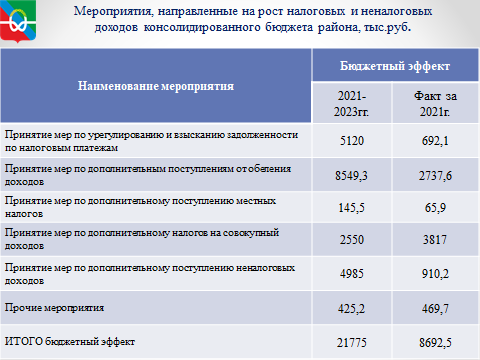 Мероприятия, направленные на рост налоговых и неналоговых
доходов консолидированного бюджета района, тыс.руб.
Наименование мероприятия
Бюджетный эффект
2021-
2023гг.
Факт за
2021г.
Принятие мер по урегулированию и взысканию задолженности
по налоговым платежам
5120
692,1
Принятие мер по дополнительным поступлениям от обеления
доходов
8549,3
2737,6
Принятие мер по дополнительному поступлению местных
налогов
145,5
65,9
Принятие мер по дополнительному налогов на совокупный
доходов
2550
3817
Принятие мер по дополнительному поступлению неналоговых
доходов
4985
910,2
Прочие мероприятия
425,2
469,7
ИТОГО бюджетный эффект
21775
8692,5